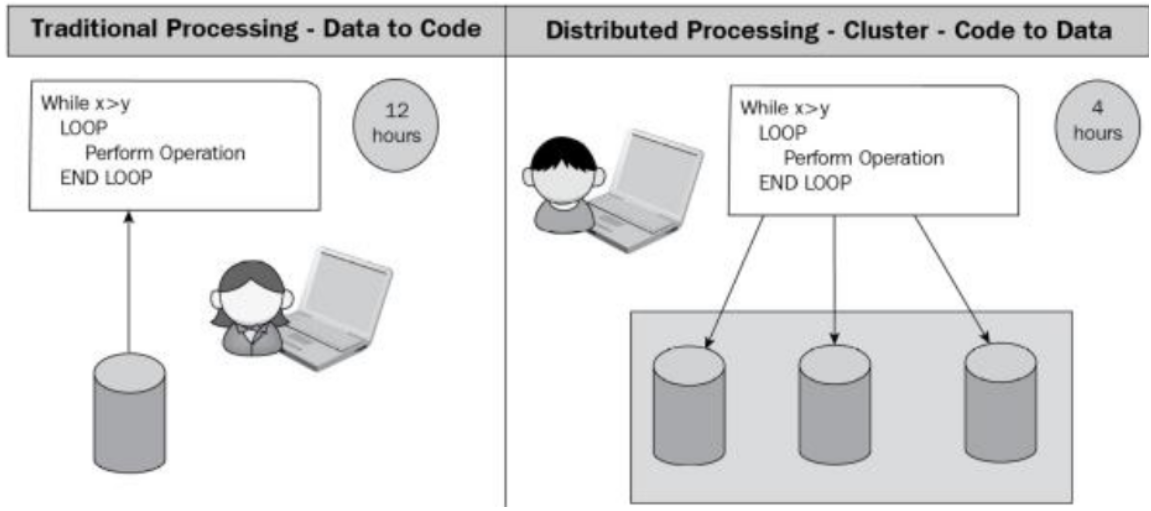 Traditional Processing - Data to Code
While x>y
LOOP
Perform Operation
END LOOP
12
hours
Distributed Processing - Cluster - Code to Data
While x>y
LOOP
Perform Operation
END LOOP
4
hours